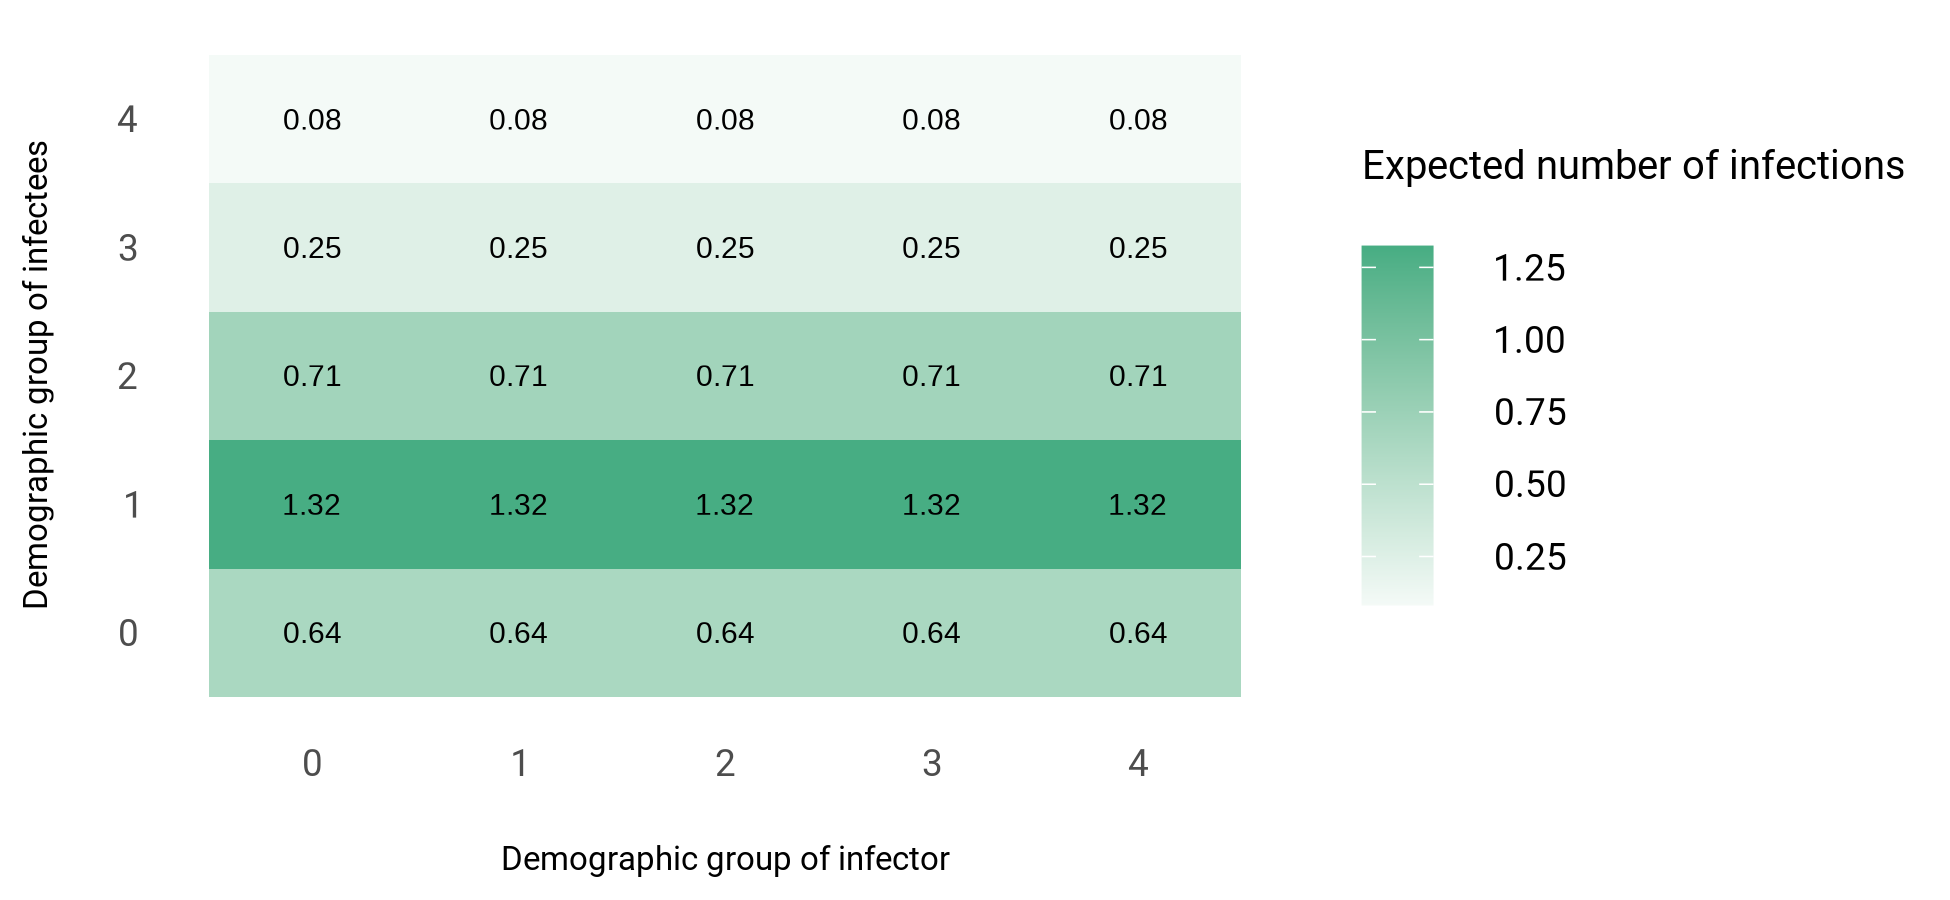 Demographic group of infectees
4
0.08 0.08 0.08 0.08 0.08
3
0.25 0.25 0.25 0.25 0.25
2
0.71 0.71 0.71 0.71 0.71
1
1.32 1.32 1.32 1.32 1.32
0
0.64 0.64 0.64 0.64 0.64
0 1 2 3 4
Demographic group of infector
Expected number of infections
1.25
1.00
0.75
0.50
0.25